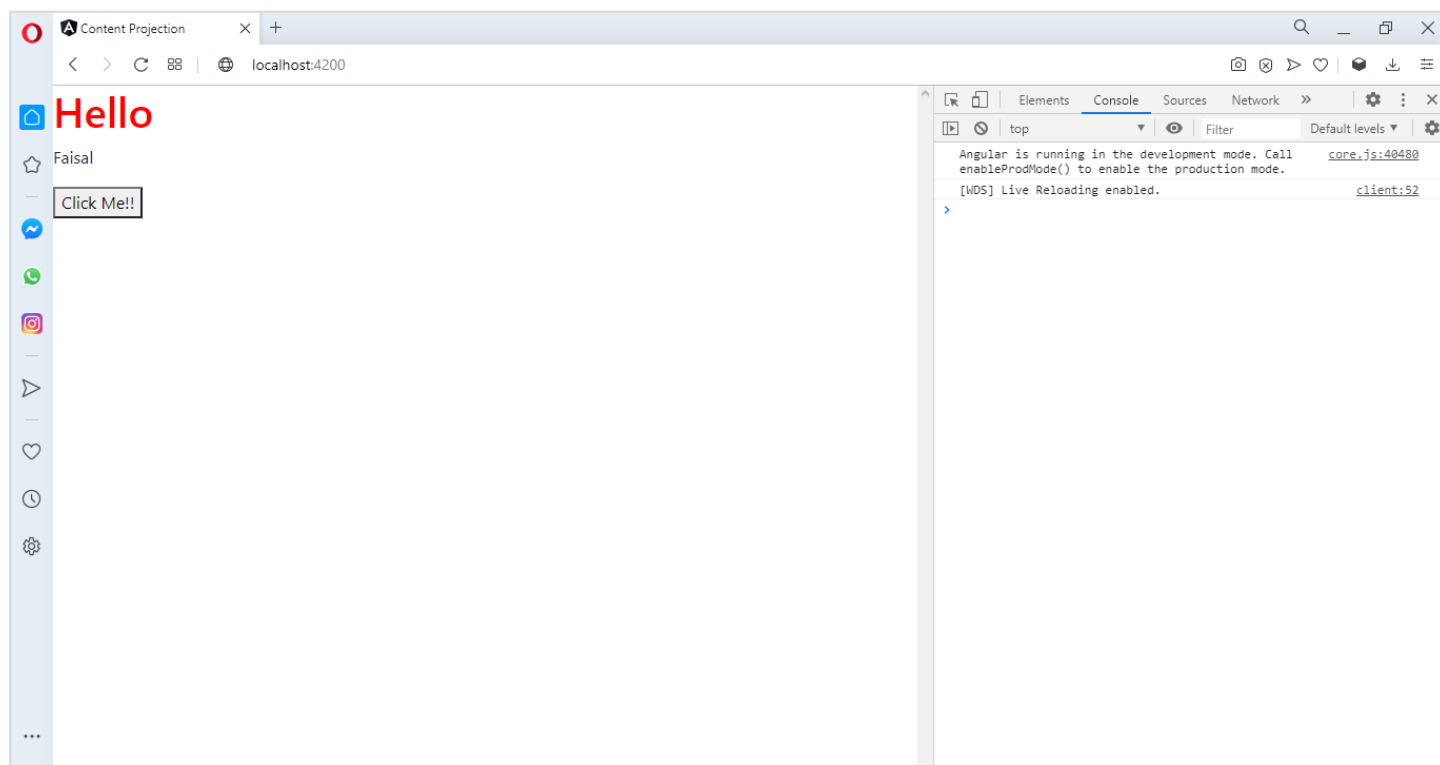 Content Projection
localhost:4200
Hello
Faisal
Click Me!!
Elements Console Sources Network »
top Filter Default levels ▼
Angular is running in the development mode. Call core.js:40480
enableProdMode() to enable the production mode.
[WDS] Live Reloading enabled. client:52